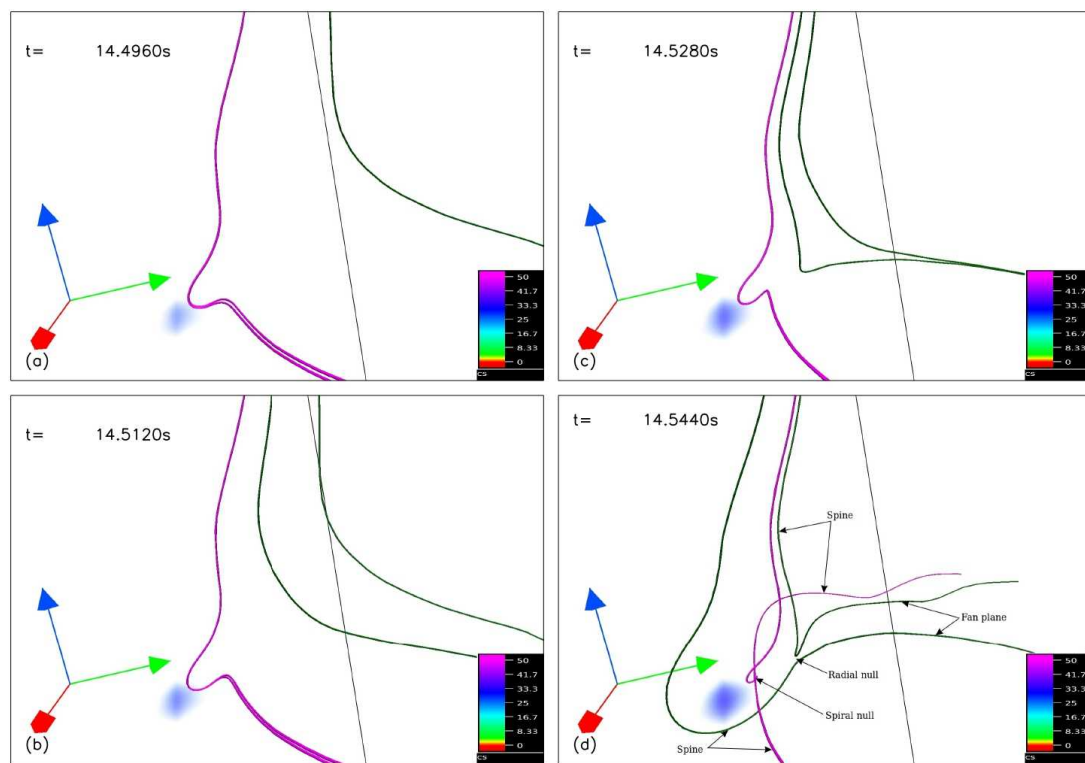 t= 14.4960s
50
41.7
33.3
25
16.7
8.33
0
CS
(a)
t= 14.5120s
50
41.7
33.3
25
16.7
8.33
0
CS
(b)
t= 14.5280s
50
41.7
33.3
25
16.7
8.33
0
CS
(c)
t= 14.5440s
Spine
Fan plane
Radial null
Spiral null
Spine
50
41.7
33.3
25
16.7
8.33
0
CS
(d)